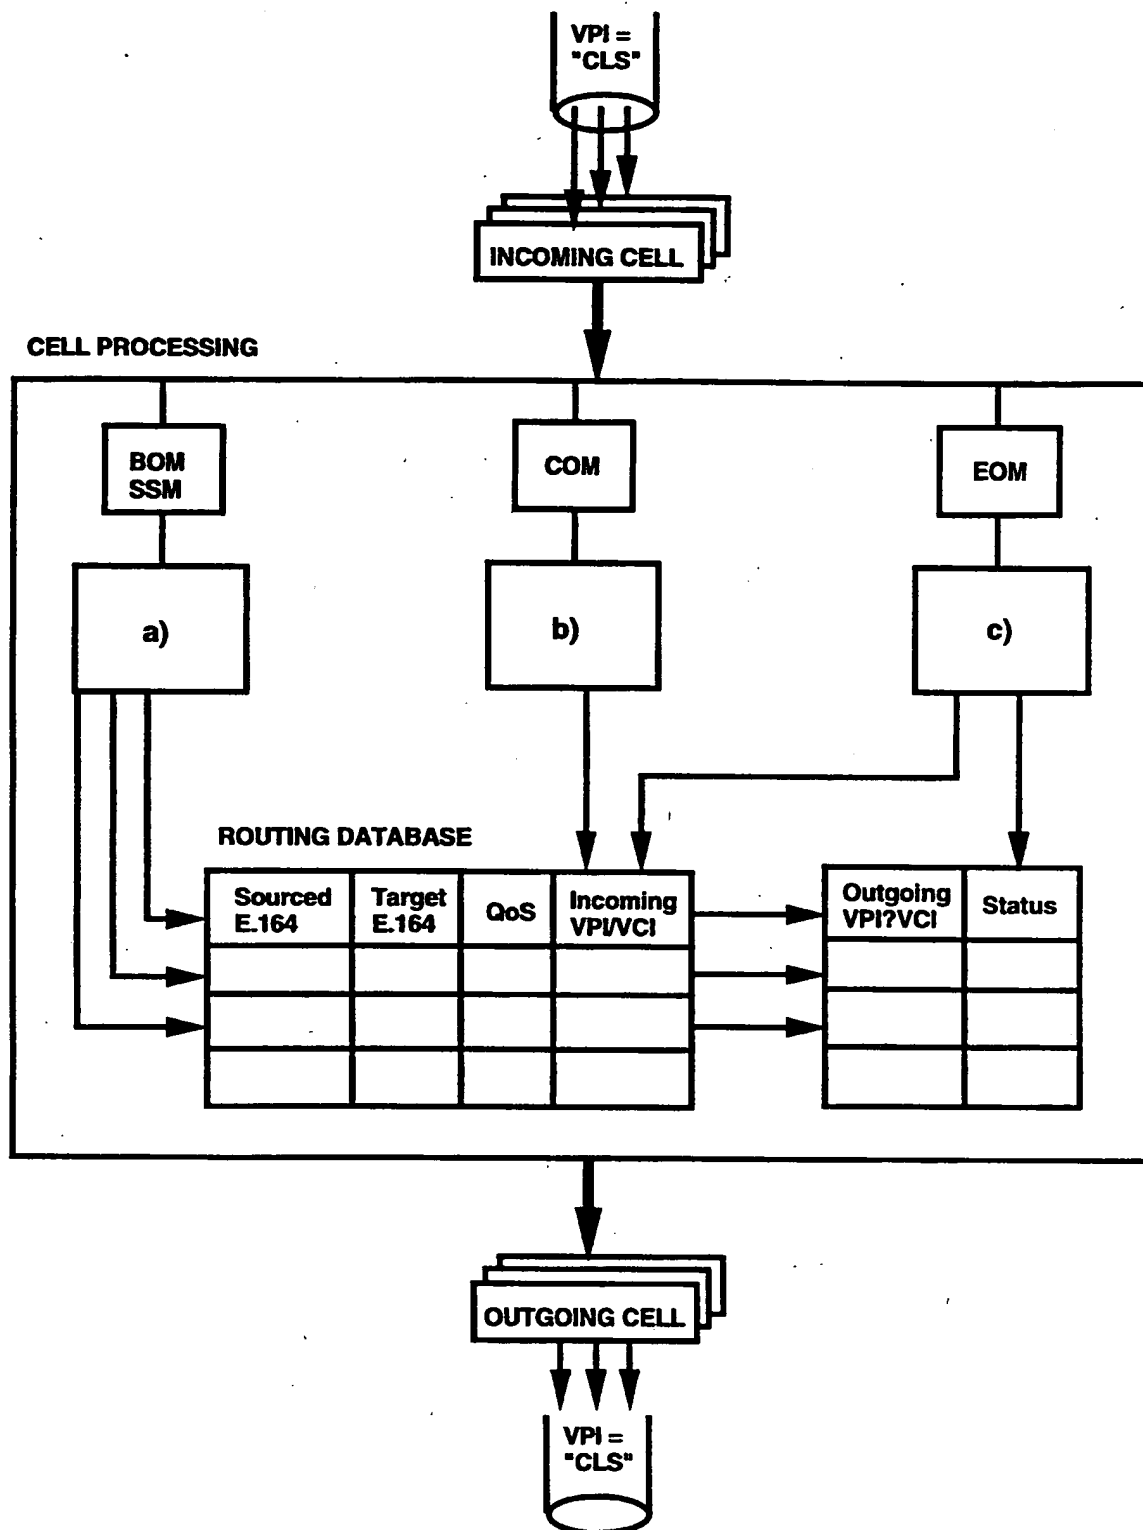 VPI =
"CLS"
INCOMING CELL
CELL PROCESSING
BOM
SSM
COM
EOM
a)
b)
c)
ROUTING DATABASE
Sourced
E.164
Target
E.164
QoS
Incoming
VPI/VCI
Outgoing
VPI?VCI
Status
OUTGOING CELL
VPI =
"CLS"